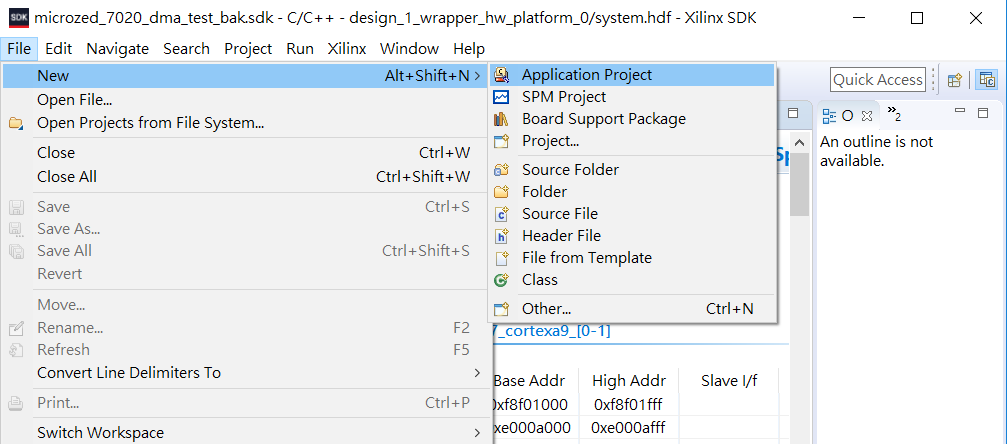 SDK microzed_7020_dma_test_bak.sdk - C/C++ - design_1_wrapper_hw_platform_0/system.hdf - Xilinx SDK
File Edit Navigate Search Project Run Xilinx Window Help
New Alt+Shift+N >
Open File...
Open Projects from File System...
Close Ctrl+W
Close All Ctrl+Shift+W
Save Ctrl+S
Save As...
Save All Ctrl+Shift+S
Revert
Move...
Rename... F2
Refresh F5
Convert Line Delimiters To >
Print... Ctrl+P
Switch Workspace >
Application Project
SPM Project
Board Support Package
Project...
Source Folder
Folder
Source File
Header File
File from Template
Class
Other... Ctrl+N
Quick Access
O
»2
An outline is not
available.
Sp
7_cortexa9_[0-1]
Base Addr High Addr Slave I/f
0xf8f01000 0xf8f01fff
0xe000a000 0xe000afff